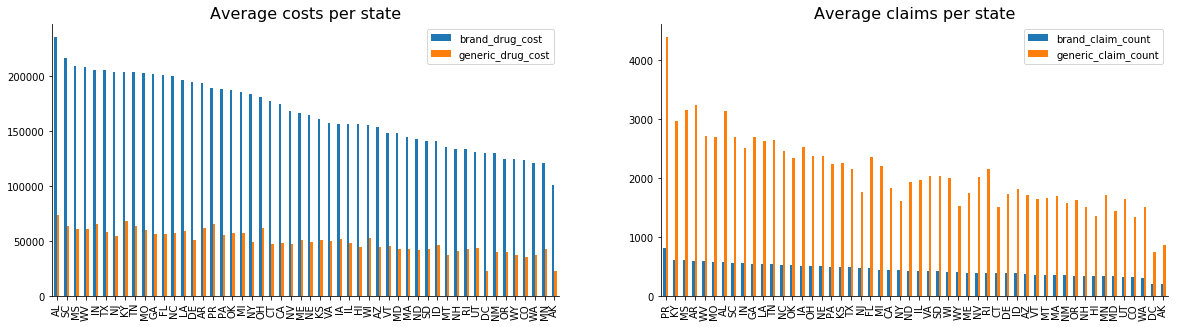 Average costs per state
brand_drug_cost
generic_drug_cost
200000
150000
100000
50000
0
AL SC MS WV IN TX NJ KY TN MO GA FL NC LA DE AR PR PA OK MI NY OH CT CA NV ME NE KS VA IA IL HI WI AZ VT MD MA ND SD ID MT NH RI UT DC NM OR WY CO WA MN AK
Average claims per state
brand_claim_count
generic_claim_count
4000
3000
2000
1000
0
PR KY MS AR WV MO AL SC IN GA LA TN NC OK IA OH NE PA KS TX NJ FL MI CA NY ND IL VA SD WI WY ME NV HI RI CT DE ID AZ VT MT MA NM OR NH MN MD UT CO WA DC AK